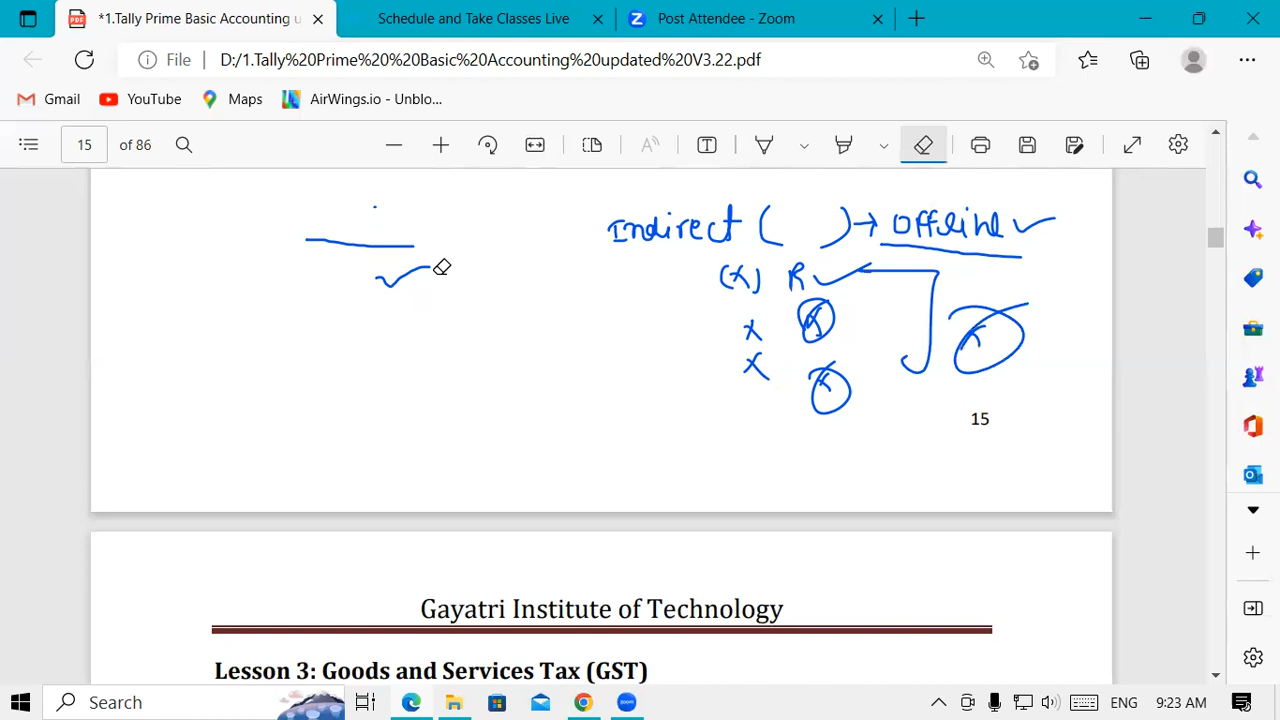 *1.Tally Prime Basic Accounting u
Schedule and Take Classes Live
Post Attendee - Zoom
File
D:/1.Tally%20Prime%20%20Basic%20Accounting%20updated%20V3.22.pdf
Gmail
YouTube
Maps
AirWings.io - Unblo...
15
of 86
Indirect ( ) → Offline
(x) R
x x
x x
15
Gayatri Institute of Technology
Lesson 3: Goods and Services Tax (GST)
Search
ENG
9:23 AM